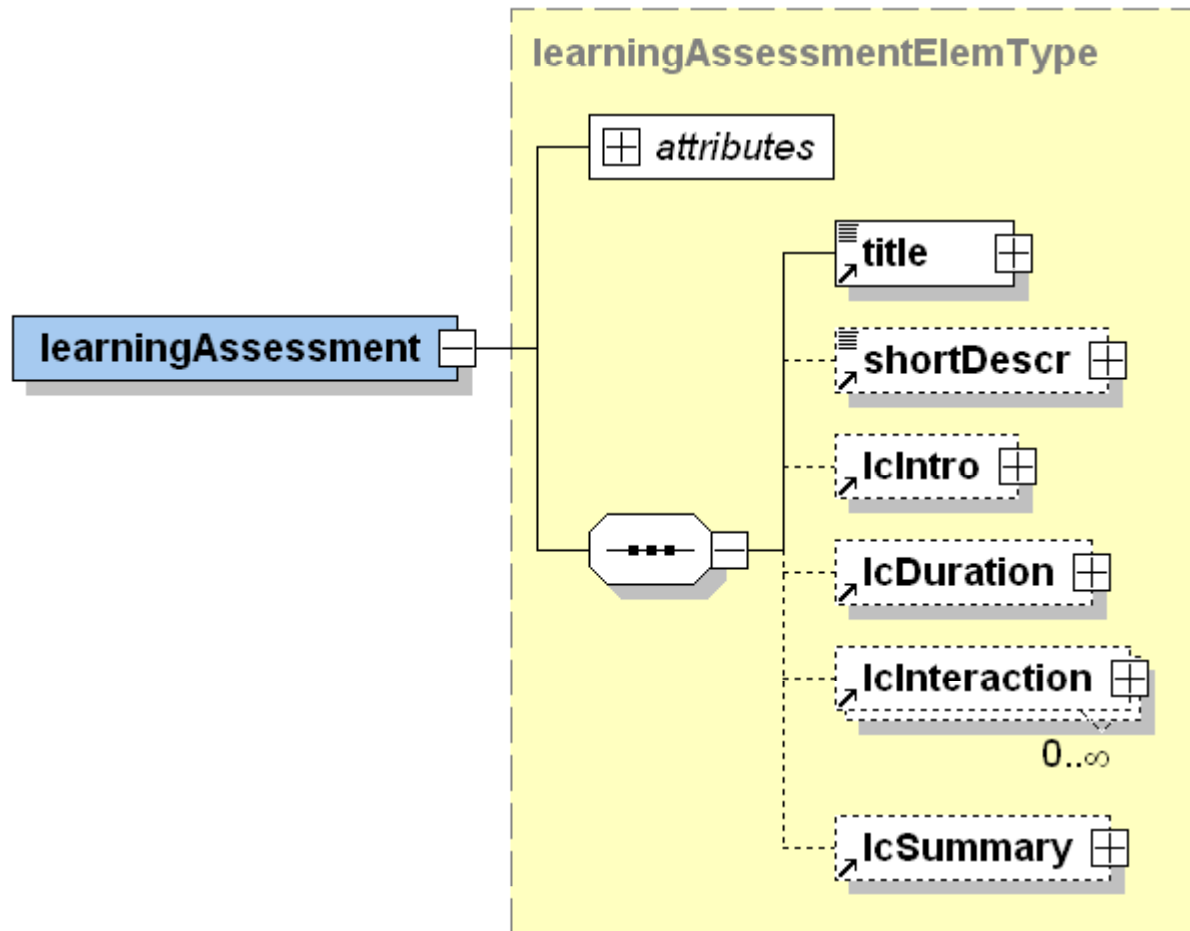 learningAssessmentElemType
attributes
title
learningAssessment
shortDescr
lcIntro
lcDuration
lcInteraction
0..∞
lcSummary